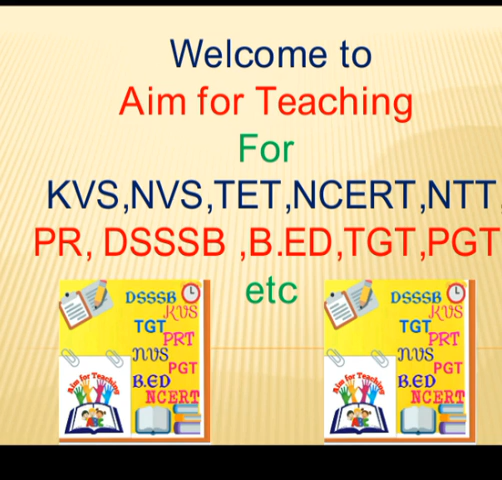 Welcome to
Aim for Teaching
For
KVS,NVS,TET,NCERT,NTT,
PR, DSSSB ,B.ED,TGT,PGT
etc
DSSSB
KVS
TGT
PRT
NVS
PGT
B.ED
NCERT
Aim for Teaching
DSSSB
KVS
TGT
PRT
NVS
PGT
B.ED
NCERT
Aim for Teaching